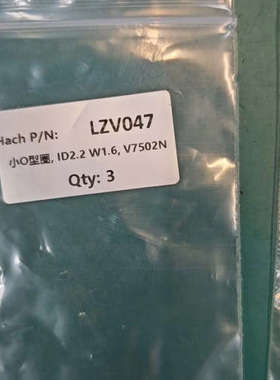 Hach P/N: LZV047
小O型圈, ID2.2 W1.6, V7502N
Qty: 3